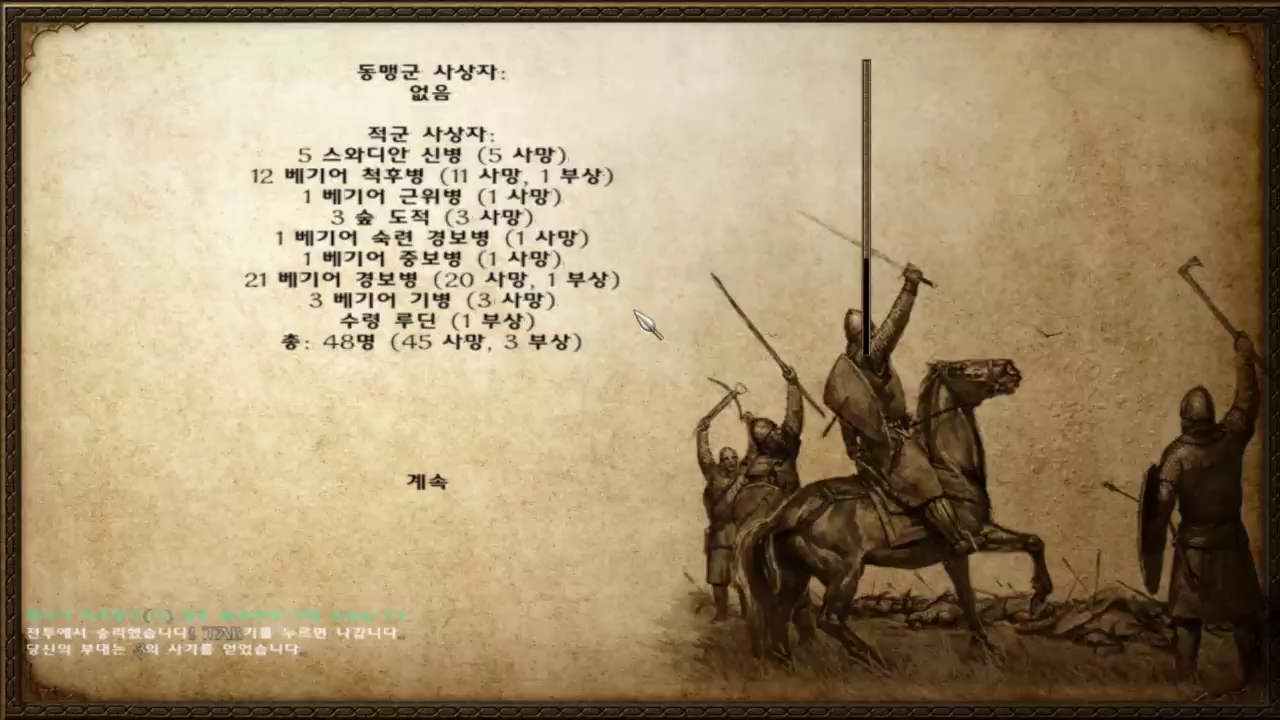 동맹군 사상자:
없음
적군 사상자:
5 스와디안 신병 (5 사망)
12 베기어 척후병 (11 사망, 1 부상)
1 베기어 근위병 (1 사망)
3 숲 도적 (3 사망)
1 베기어 숙련 경보병 (1 사망)
1 베기어 중보병 (1 사망)
21 베기어 경보병 (20 사망, 1 부상)
3 베기어 기병 (3 사망)
수령 루딘 (1 부상)
총: 48명 (45 사망, 3 부상)
계속
전투에서 승리했습니다! TAB키를 누르면 나갑니다.
당신의 부대는 의 사기를 얻었습니다.